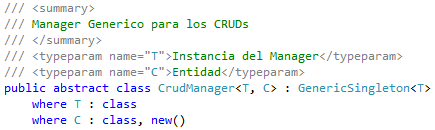 /// <summary>
/// Manager Generico para los CRUDs
/// </summary>
/// <typeparam name="T">Instancia del Manager</typeparam>
/// <typeparam name="C">Entidad</typeparam>
public abstract class CrudManager<T, C> : GenericSingleton<T>
    where T : class
    where C : class, new()